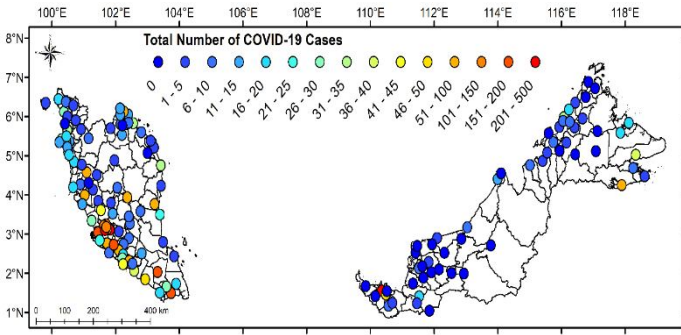 100°E 102°E 104°E 106°E 108°E 110°E 112°E 114°E 116°E 118°E
Total Number of COVID-19 Cases
0 1 - 5 6 - 10 11 - 15 16 - 20 21 - 25 26 - 30 31 - 35 36 - 40 41 - 45 46 - 50 51 - 100 101 - 150 151 - 200 201 - 500
8°N
7°N
6°N
5°N
4°N
3°N
2°N
1°N
0 100 200 400 km